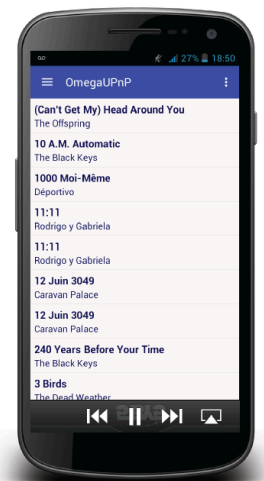 27% 18:50
OmegaUPnP
(Can't Get My) Head Around You
The Offspring
10 A.M. Automatic
The Black Keys
1000 Moi-Même
Déportivo
11:11
Rodrigo y Gabriela
11:11
Rodrigo y Gabriela
12 Juin 3049
Caravan Palace
12 Juin 3049
Caravan Palace
240 Years Before Your Time
The Black Keys
3 Birds
The Dead Weather